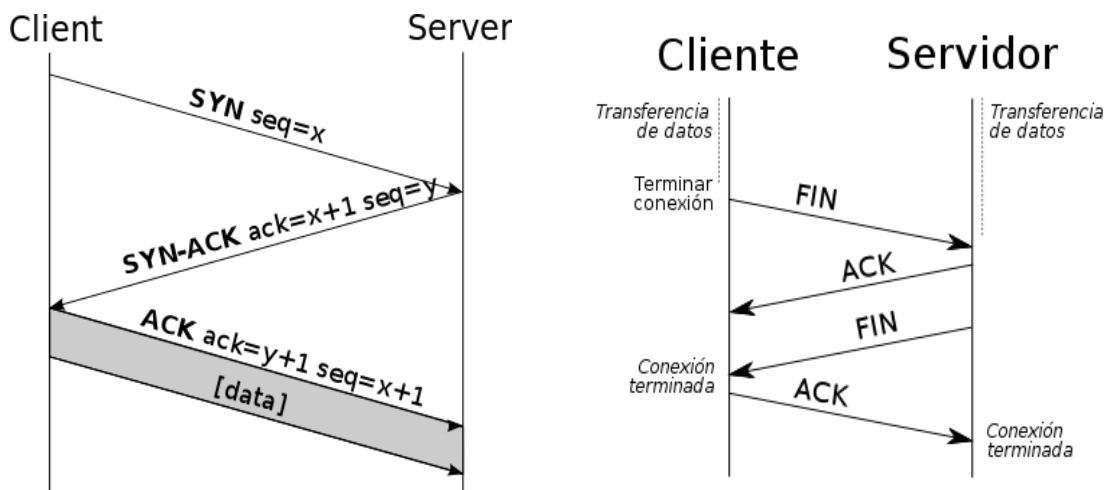 Client
Server
SYN seq=x
SYN-ACK ack=x+1 seq=y
ACK ack=y+1 seq=x+1
[data]
Cliente
Servidor
Transferencia
de datos
Transferencia
de datos
Terminar
conexión
FIN
ACK
FIN
Conexión
terminada
ACK
Conexión
terminada